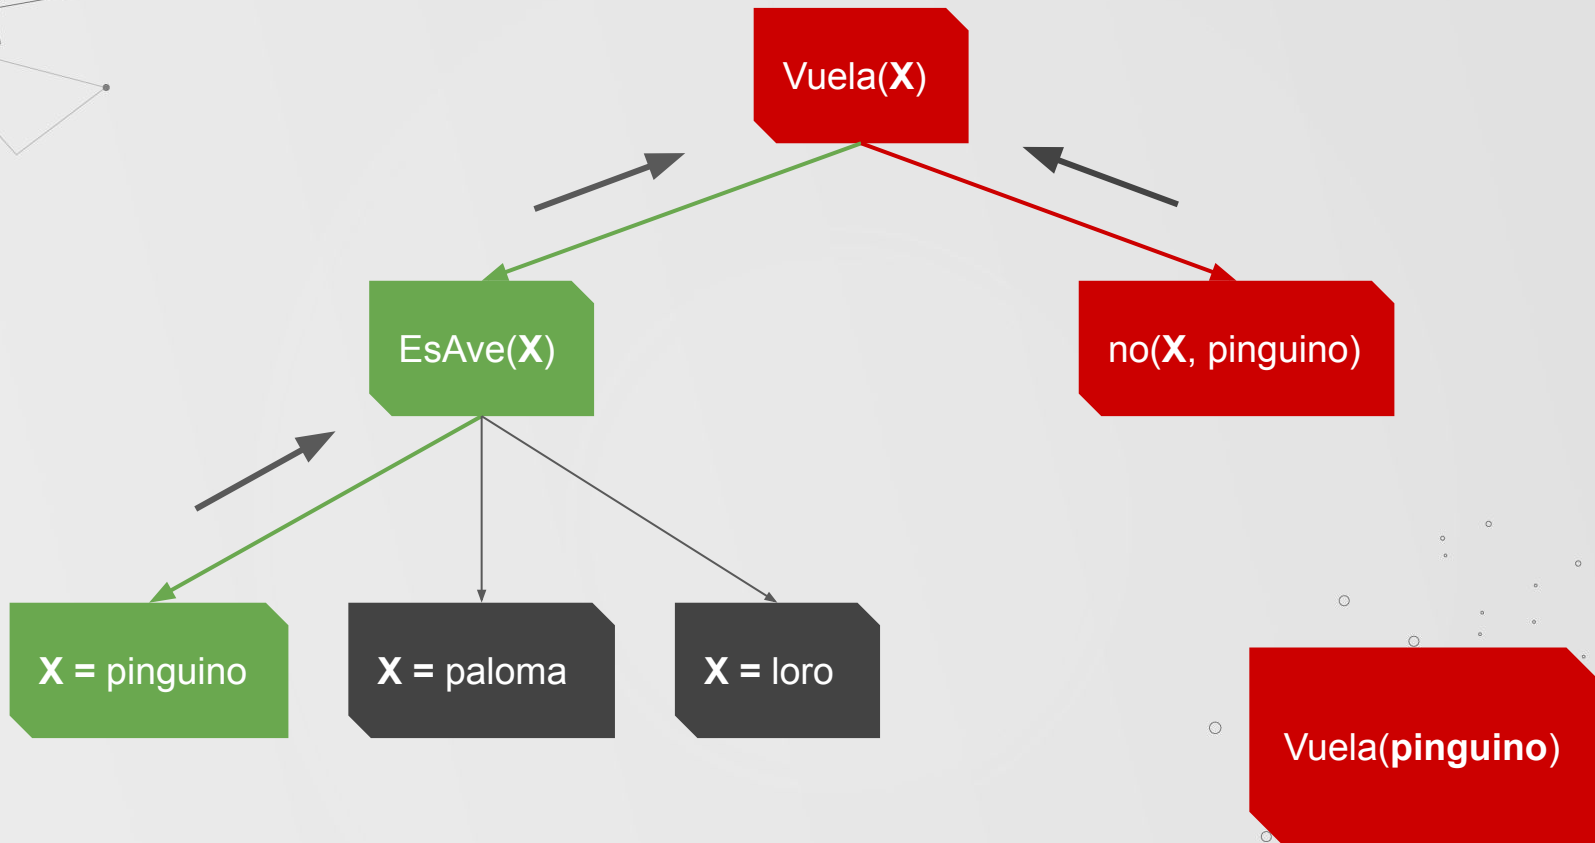 Vuela(X)
EsAve(X)
no(X, pinguino)
X = pinguino
X = paloma
X = loro
Vuela(pinguino)